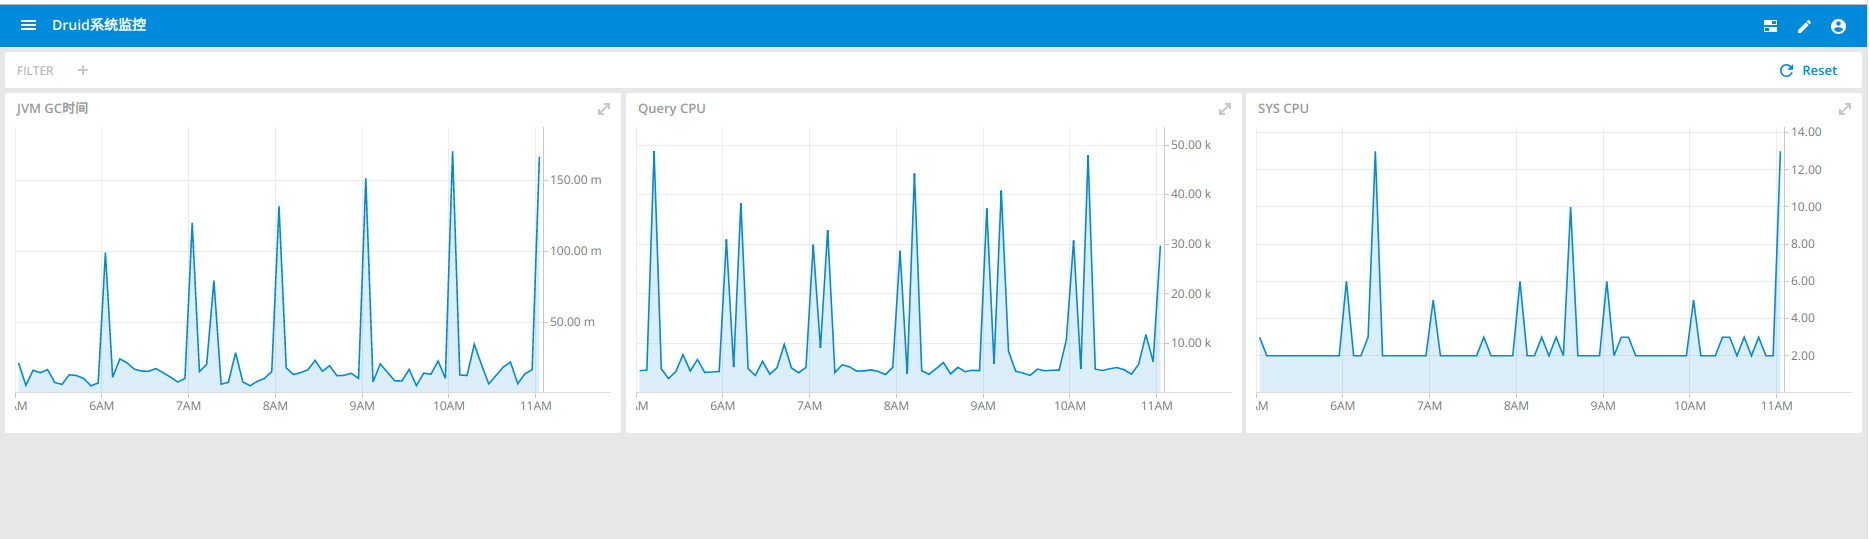 Druid系统监控
FILTER +
Reset
JVM GC时间
150.00 m
100.00 m
50.00 m
AM 6AM 7AM 8AM 9AM 10AM 11AM
Query CPU
50.00 k
40.00 k
30.00 k
20.00 k
10.00 k
AM 6AM 7AM 8AM 9AM 10AM 11AM
SYS CPU
14.00
12.00
10.00
8.00
6.00
4.00
2.00
AM 6AM 7AM 8AM 9AM 10AM 11AM